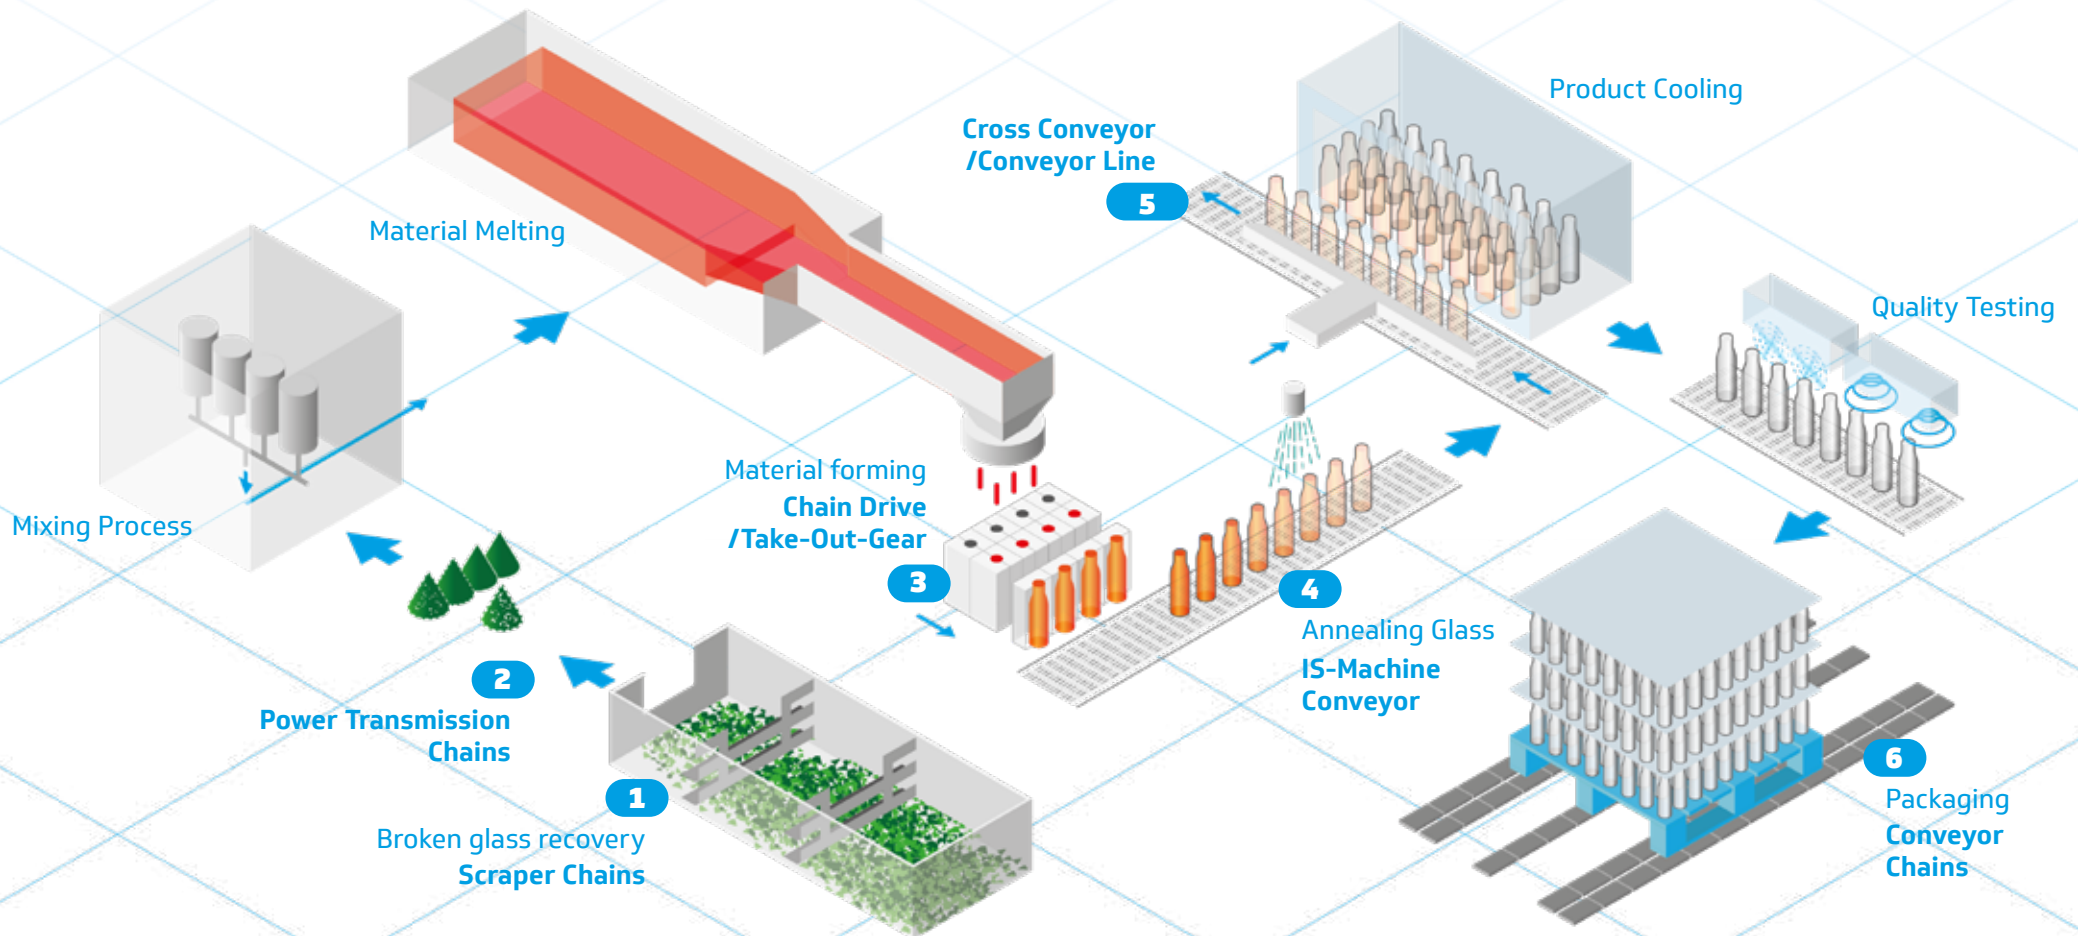 Material Melting
Mixing Process
Cross Conveyor
/Conveyor Line
5
Product Cooling
Quality Testing
Material forming
Chain Drive
/Take-Out-Gear
3
4
Annealing Glass
IS-Machine
Conveyor
2
Power Transmission
Chains
1
Broken glass recovery
Scraper Chains
6
Packaging
Conveyor
Chains